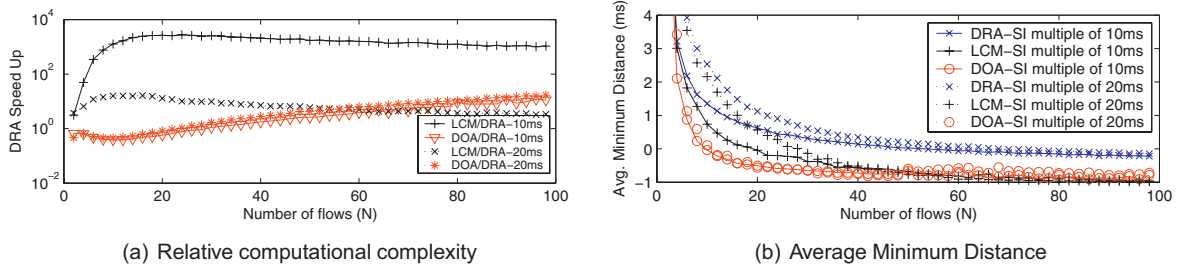 10^4
10^2
10^0
10^−2
DRA Speed Up
LCM/DRA−10ms
DOA/DRA−10ms
LCM/DRA−20ms
DOA/DRA−20ms
0 20 40 60 80 100
Number of flows (N)
(a) Relative computational complexity
4
3
2
1
0
−1
Avg. Minimum Distance (ms)
DRA−SI multiple of 10ms
LCM−SI multiple of 10ms
DOA−SI multiple of 10ms
DRA−SI multiple of 20ms
LCM−SI multiple of 20ms
DOA−SI multiple of 20ms
0 20 40 60 80 100
Number of flows (N)
(b) Average Minimum Distance